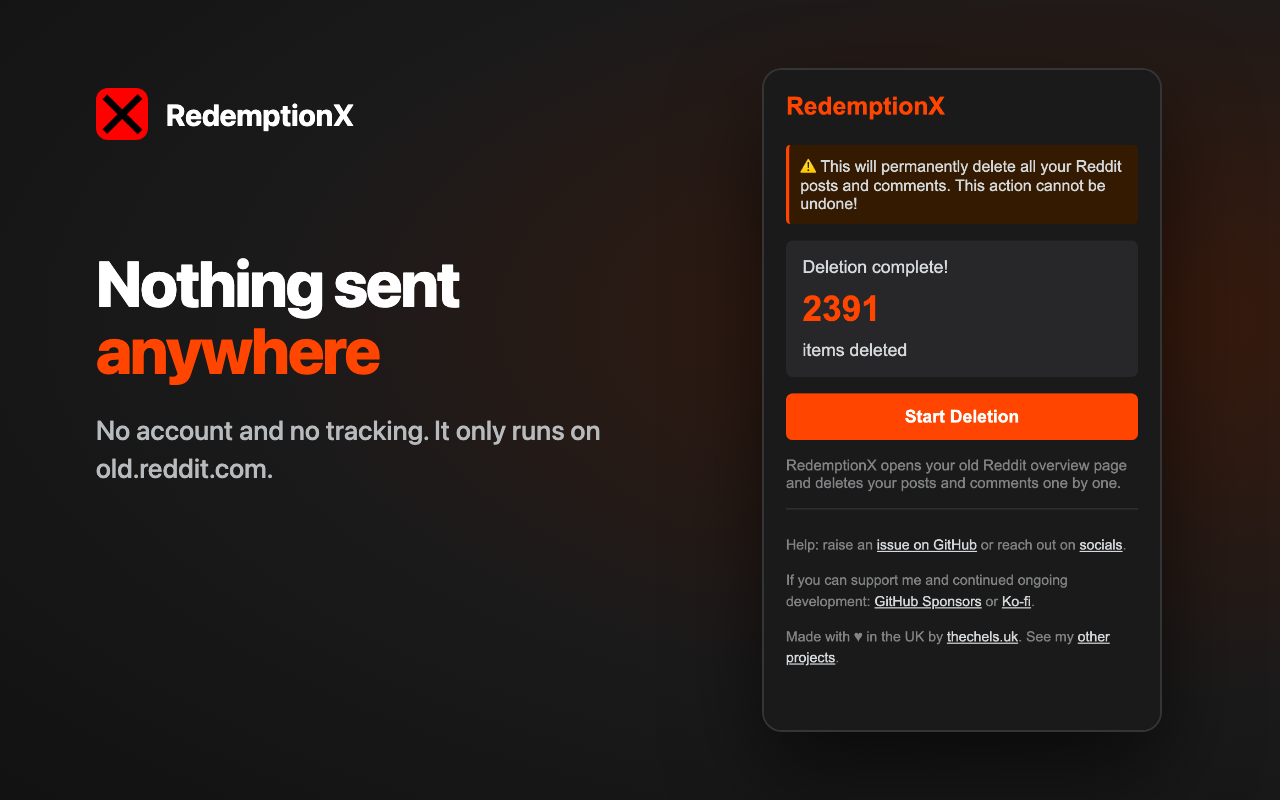 RedemptionX
Nothing sent
anywhere
No account and no tracking. It only runs on
old.reddit.com.
RedemptionX
⚠️ This will permanently delete all your Reddit
posts and comments. This action cannot be
undone!
Deletion complete!
2391
items deleted
Start Deletion
RedemptionX opens your old Reddit overview page
and deletes your posts and comments one by one.
Help: raise an issue on GitHub or reach out on socials.
If you can support me and continued ongoing
development: GitHub Sponsors or Ko-fi.
Made with ♥ in the UK by thechels.uk. See my other
projects.